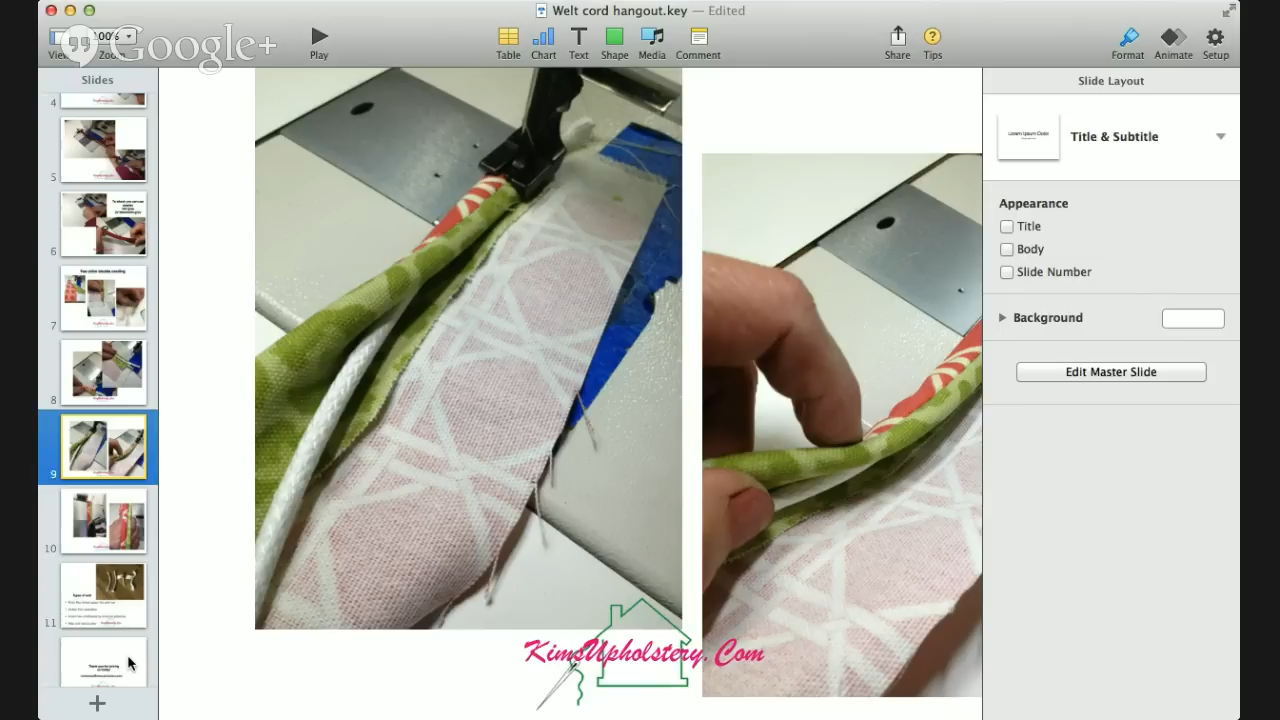 Welt cord hangout.key — Edited
Google+
View
100%
Zoom
Play
Table
Chart
Text
Shape
Media
Comment
Share
Tips
Format
Animate
Setup
Slides
4
5
6
7
8
9
10
11
Slide Layout
Title & Subtitle
Appearance
Title
Body
Slide Number
Background
Edit Master Slide
KimsUpholstery.Com